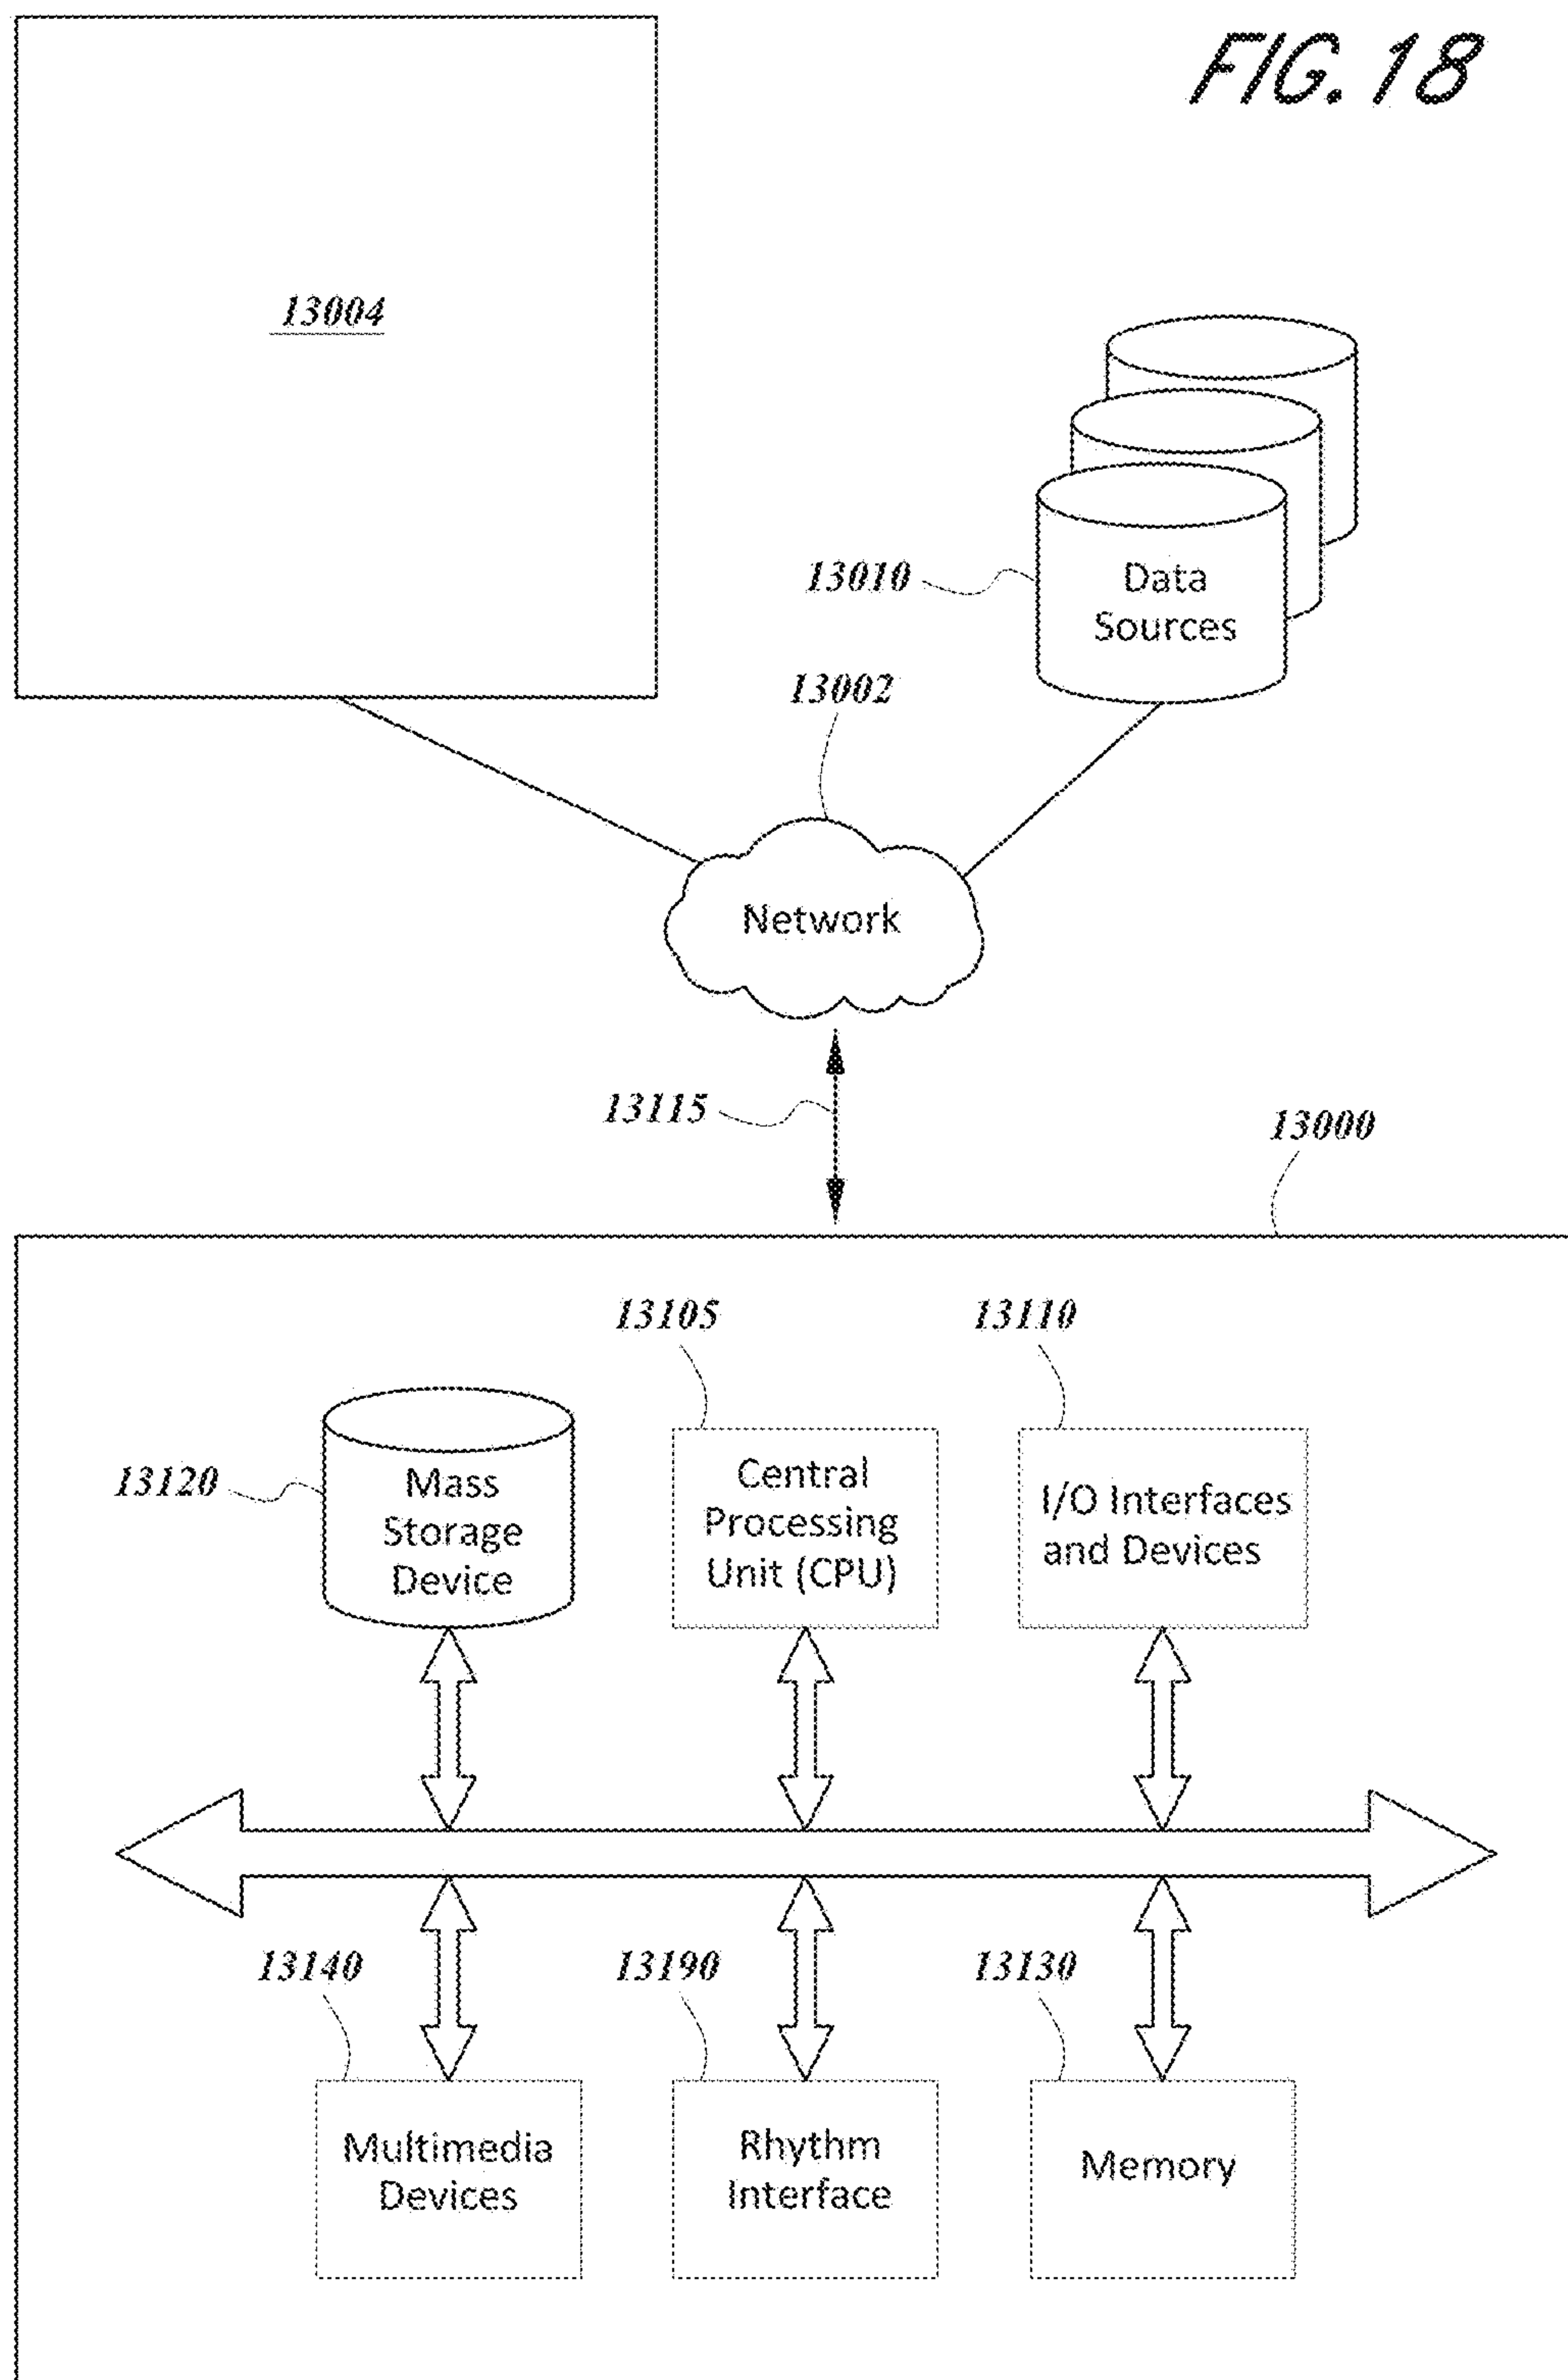 FIG. 18
13004
13010
Data
Sources
13002
Network
13115
13000
13105
13110
13120
Mass
Storage
Device
Central
Processing
Unit (CPU)
I/O Interfaces
and Devices
13140
13190
13130
Multimedia
Devices
Rhythm
Interface
Memory